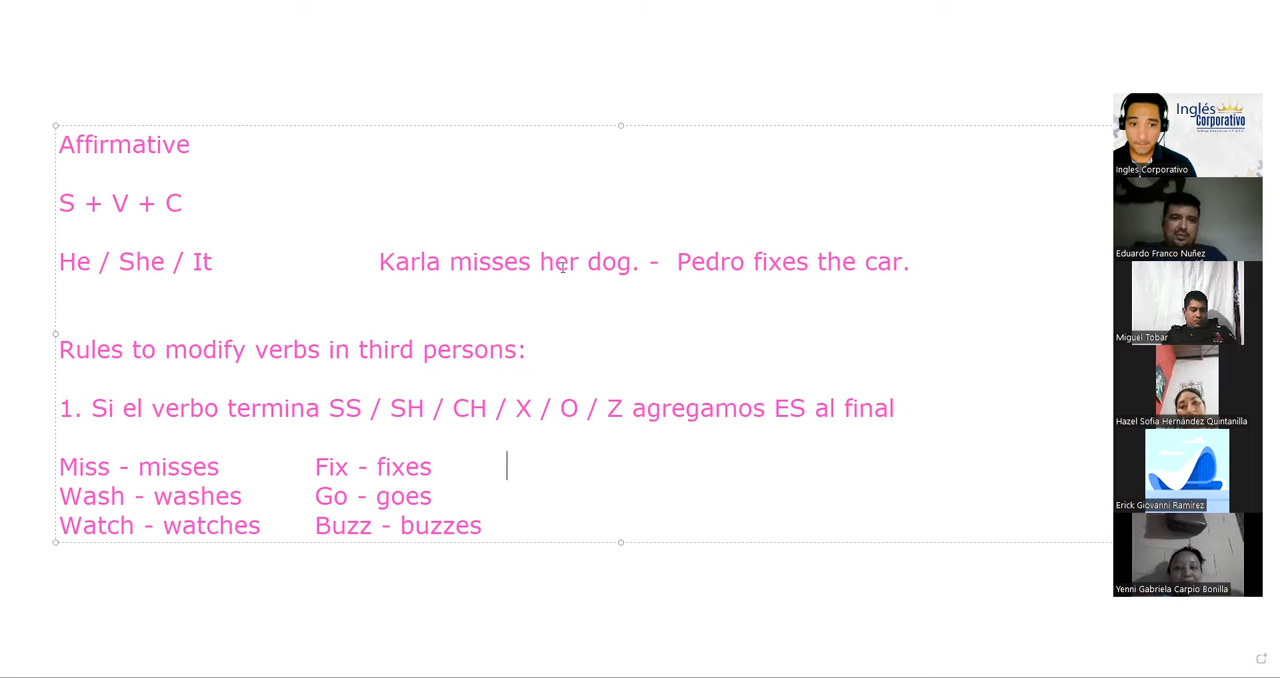 Affirmative
S + V + C
He / She / It Karla misses her dog. - Pedro fixes the car.
Rules to modify verbs in third persons:
1. Si el verbo termina SS / SH / CH / X / O / Z agregamos ES al final
Miss - misses Fix - fixes
Wash - washes Go - goes
Watch - watches Buzz - buzzes
Inglés
Corporativo
Ingles Corporativo
Eduardo Franco Nuñez
Miguel Tobar
Hazel Sofia Hernández Quintanilla
Erick Giovanni Ramirez
Yenni Gabriela Carpio Bonilla